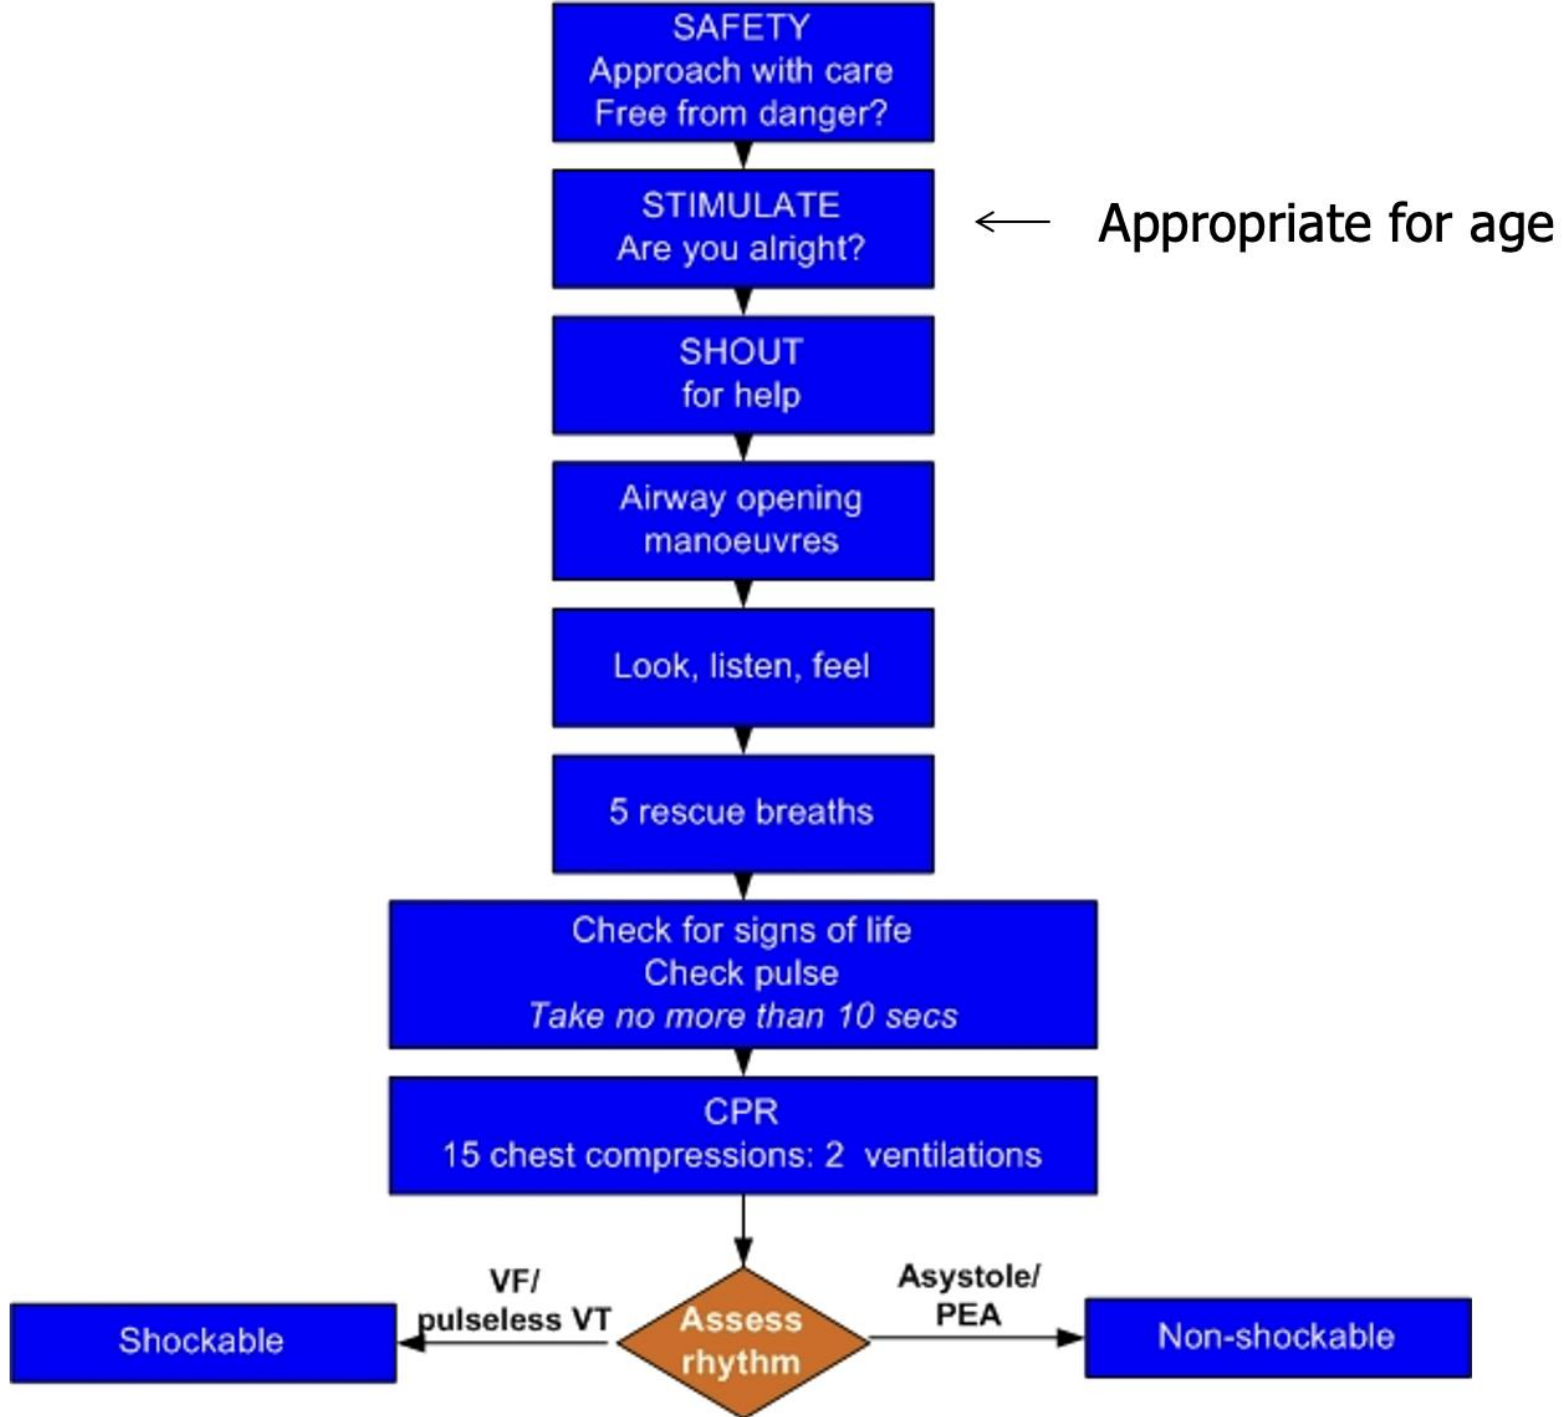 SAFETY
Approach with care
Free from danger?
STIMULATE
Are you alright?
Appropriate for age
SHOUT
for help
Airway opening
manoeuvres
Look, listen, feel
5 rescue breaths
Check for signs of life
Check pulse
Take no more than 10 secs
CPR
15 chest compressions: 2 ventilations
VF/
pulseless VT
Asystole/
PEA
Shockable
Assess
rhythm
Non-shockable